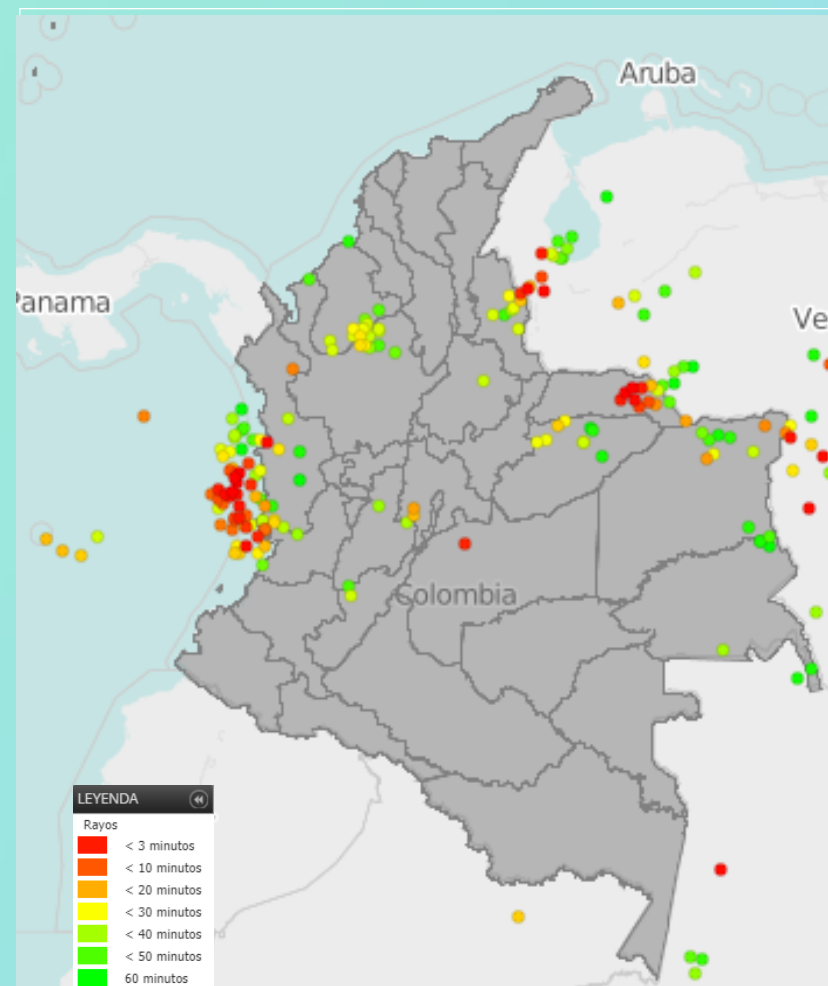 Aruba
Panama
Ve
Colombia
LEYENDA
Rayos
< 3 minutos
< 10 minutos
< 20 minutos
< 30 minutos
< 40 minutos
< 50 minutos
60 minutos